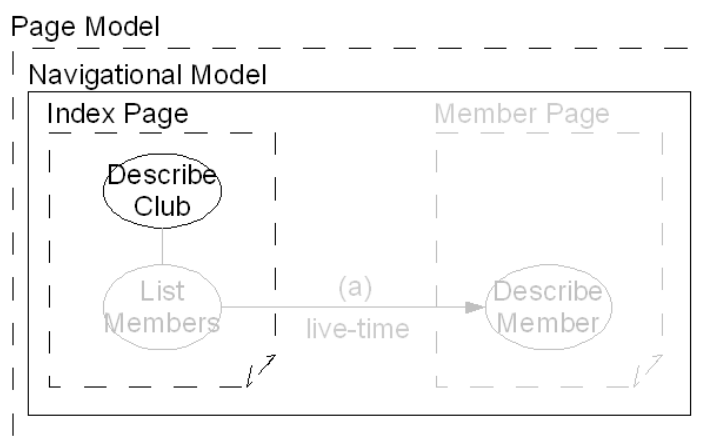 Page Model
Navigational Model
Index Page
Member Page
Describe
Club
List
Members
(a)
live-time
Describe
Member